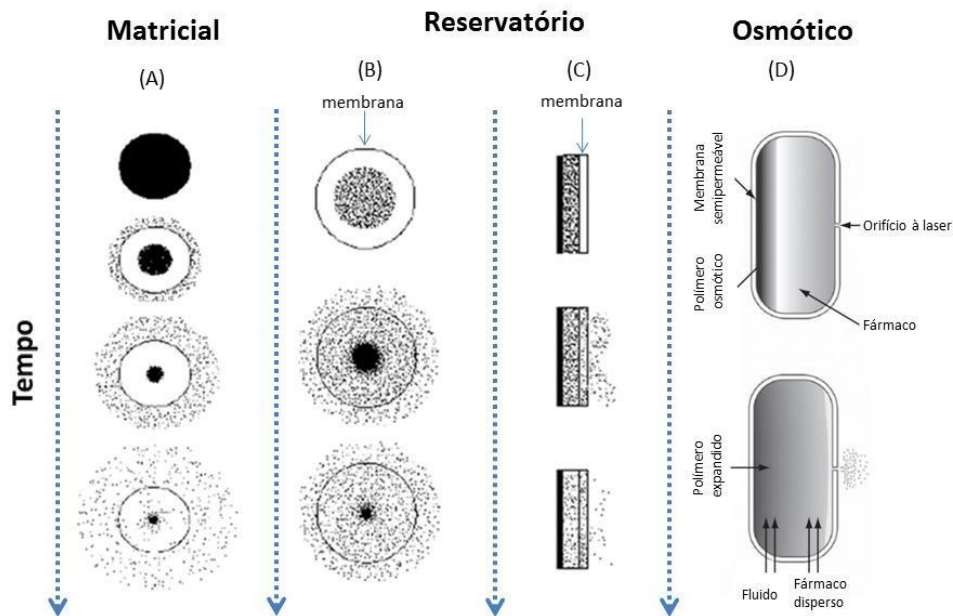 Matricial
Reservatório
Osmótico
(A)
(B)
(C)
(D)
membrana
membrana
Tempo
Membrana
semipermeável
Polímero
osmótico
Orifício à laser
Fármaco
Polímero
expandido
Fluido
Fármaco
disperso